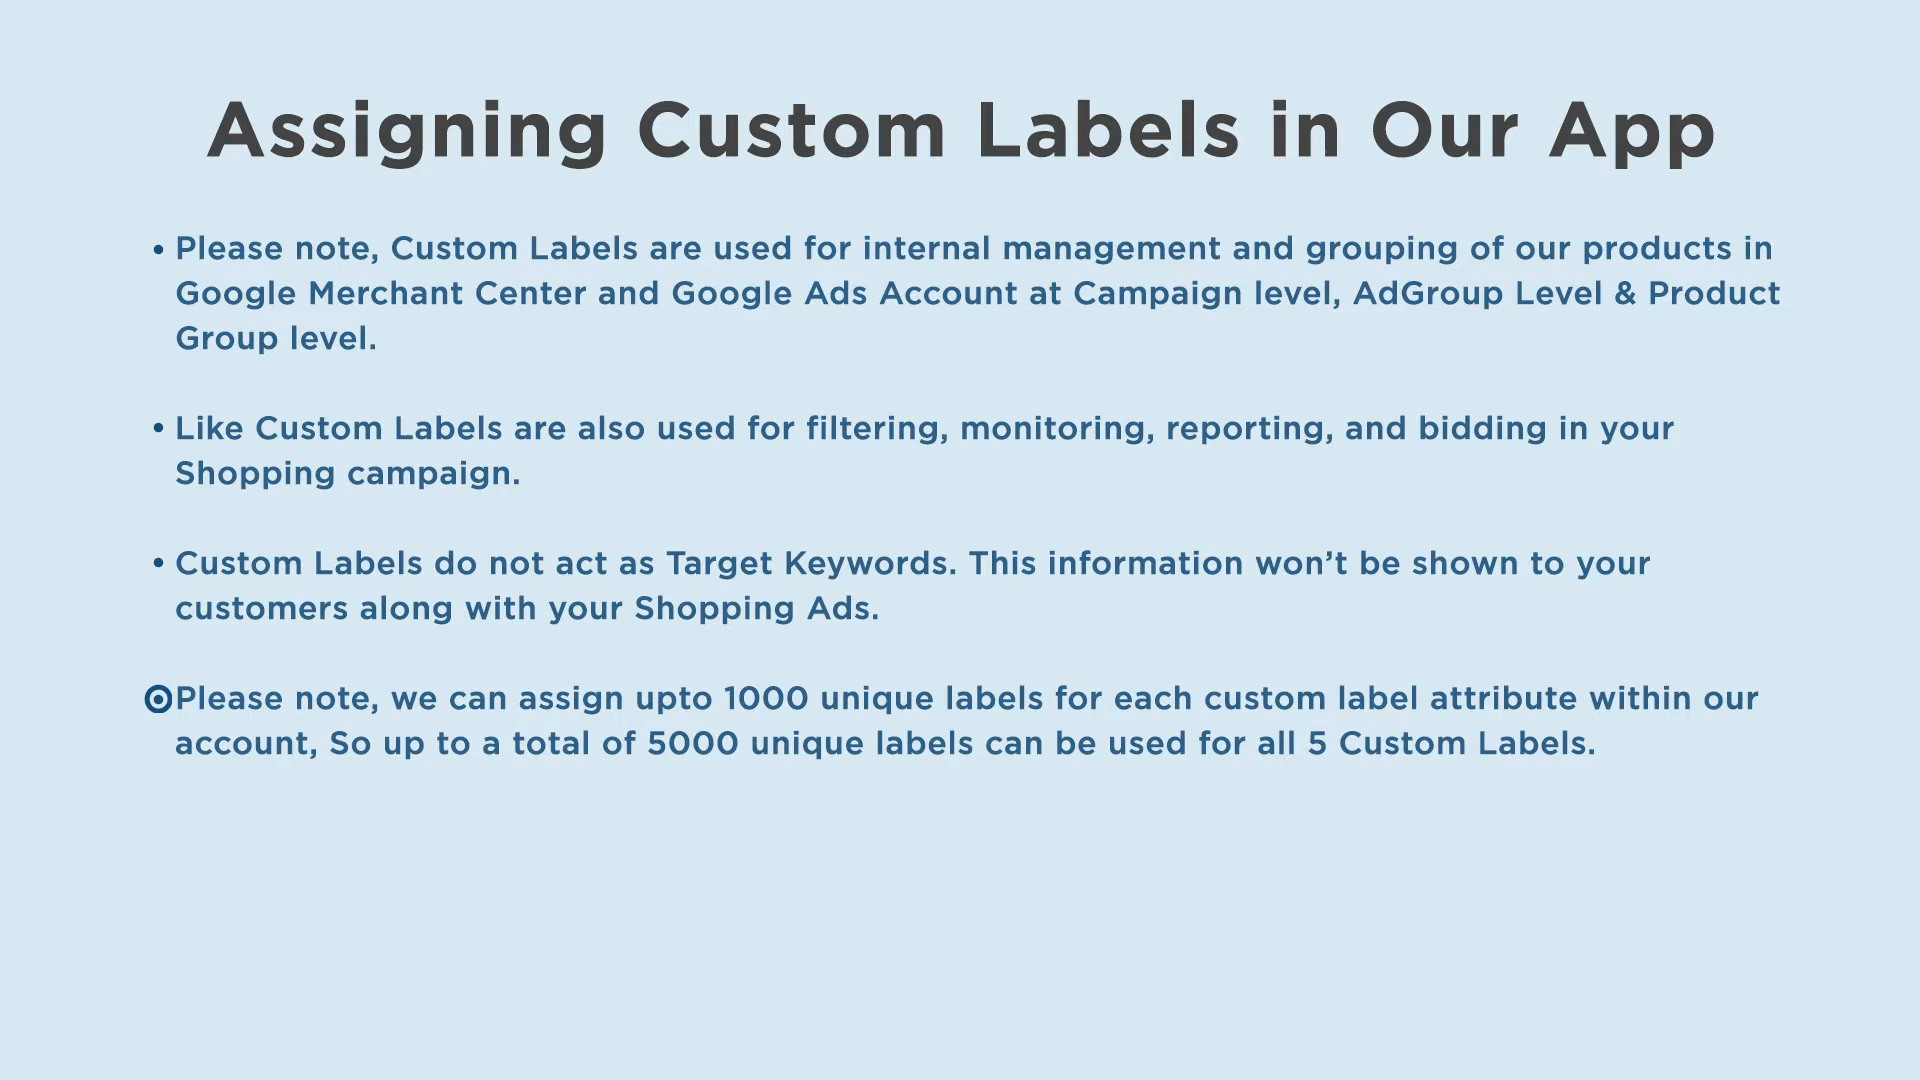 Assigning Custom Labels in Our App
• Please note, Custom Labels are used for internal management and grouping of our products in
Google Merchant Center and Google Ads Account at Campaign level, AdGroup Level & Product
Group level.
• Like Custom Labels are also used for filtering, monitoring, reporting, and bidding in your
Shopping campaign.
• Custom Labels do not act as Target Keywords. This information won’t be shown to your
customers along with your Shopping Ads.
• Please note, we can assign upto 1000 unique labels for each custom label attribute within our
account, So up to a total of 5000 unique labels can be used for all 5 Custom Labels.